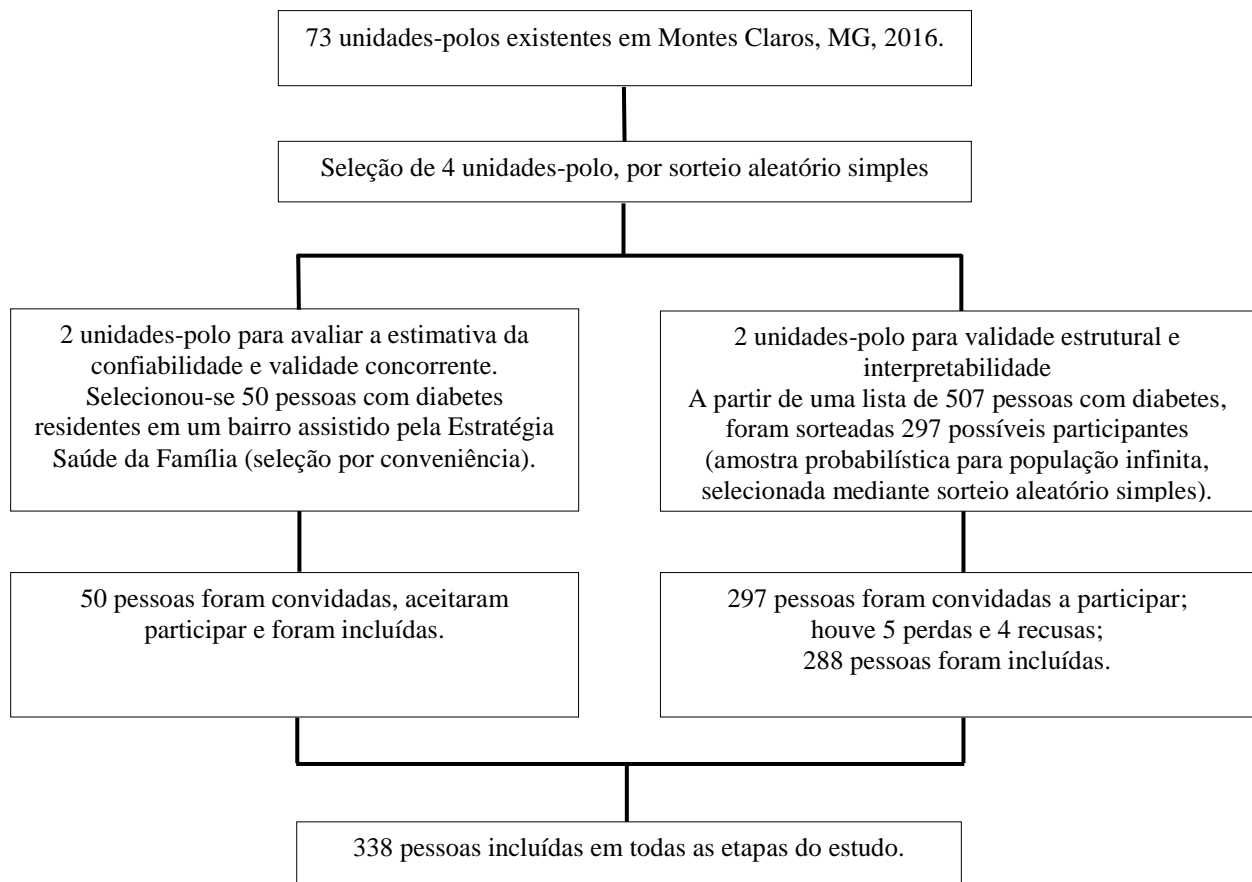 73 unidades-polos existentes em Montes Claros, MG, 2016.
Seleção de 4 unidades-polo, por sorteio aleatório simples
2 unidades-polo para avaliar a estimativa da
confiabilidade e validade concorrente.
Selecionou-se 50 pessoas com diabetes
residentes em um bairro assistido pela Estratégia
Saúde da Família (seleção por conveniência).
2 unidades-polo para validade estrutural e
interpretabilidade
A partir de uma lista de 507 pessoas com diabetes,
foram sorteadas 297 possíveis participantes
(amostra probabilística para população infinita,
selecionada mediante sorteio aleatório simples).
50 pessoas foram convidadas, aceitaram
participar e foram incluídas.
297 pessoas foram convidadas a participar;
houve 5 perdas e 4 recusas;
288 pessoas foram incluídas.
338 pessoas incluídas em todas as etapas do estudo.